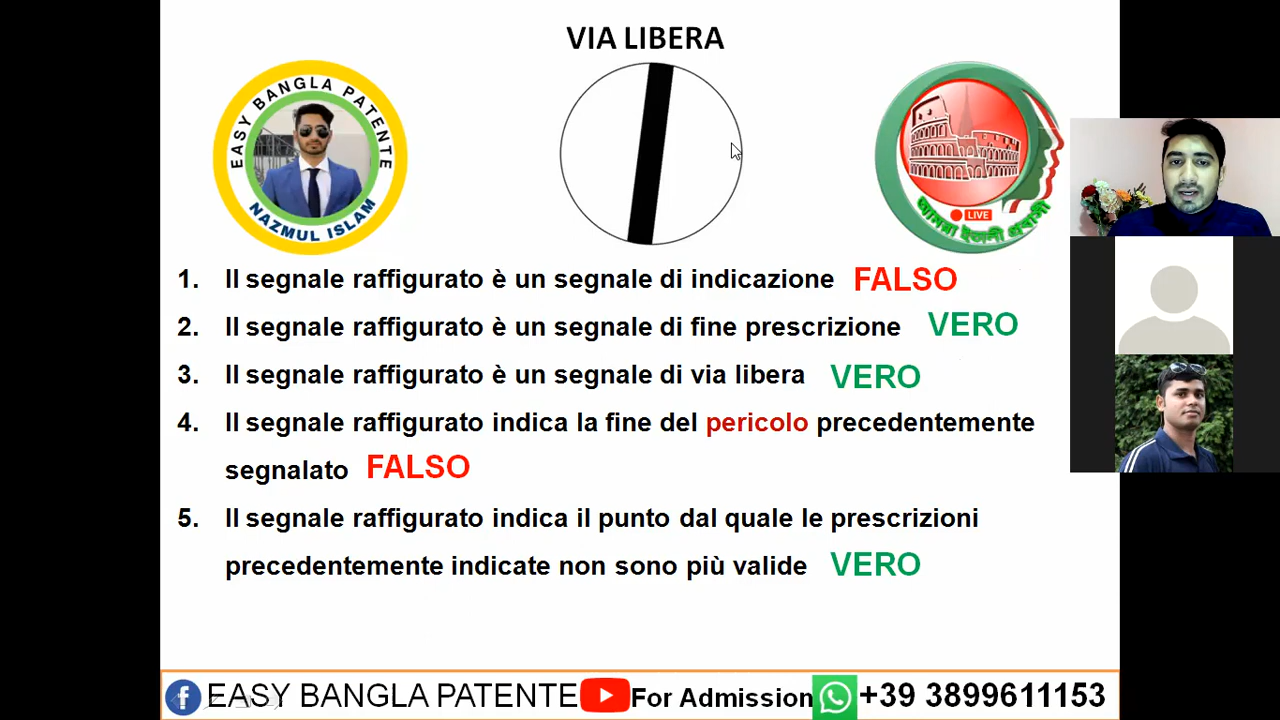 VIA LIBERA
EASY BANGLA PATENTE
NAZMUL ISLAM
LIVE
আমরা ইতালী প্রবাসী
1. Il segnale raffigurato è un segnale di indicazione FALSO
2. Il segnale raffigurato è un segnale di fine prescrizione VERO
3. Il segnale raffigurato è un segnale di via libera VERO
4. Il segnale raffigurato indica la fine del pericolo precedentemente
segnalato FALSO
5. Il segnale raffigurato indica il punto dal quale le prescrizioni
precedentemente indicate non sono più valide VERO
EASY BANGLA PATENTE For Admission +39 3899611153